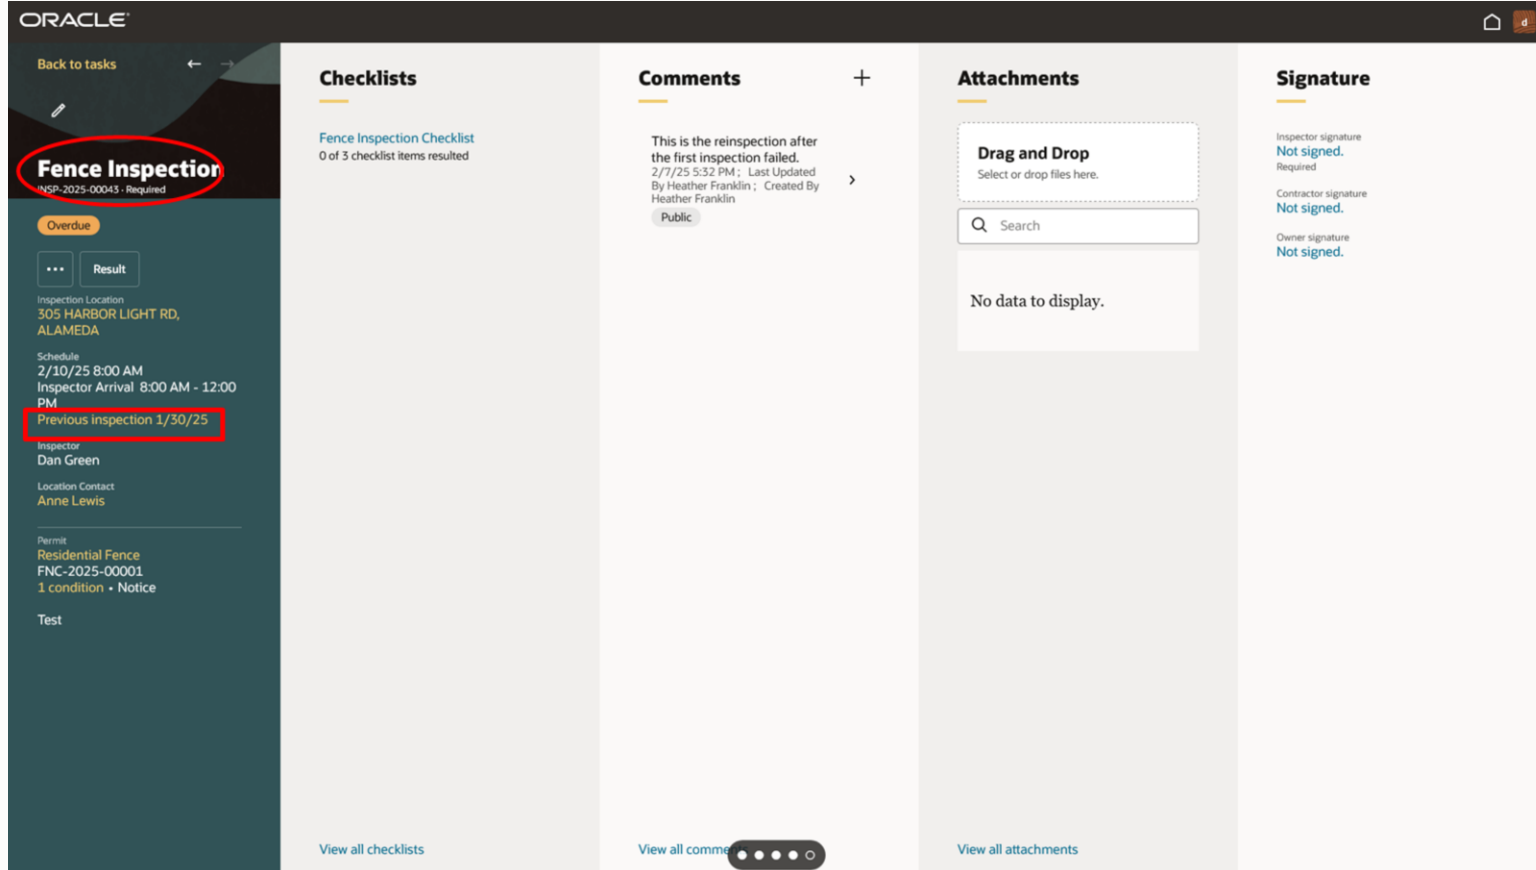 ORACLE
d
Back to tasks
Fence Inspection
INSP-2025-00043 · Required
Overdue
Result
Inspection Location
305 HARBOR LIGHT RD,
ALAMEDA
Schedule
2/10/25 8:00 AM
Inspector Arrival 8:00 AM - 12:00
PM
Previous inspection 1/30/25
Inspector
Dan Green
Location Contact
Anne Lewis
Permit
Residential Fence
FNC-2025-00001
1 condition • Notice
Test
Checklists
Fence Inspection Checklist
0 of 3 checklist items resulted
View all checklists
Comments
This is the reinspection after
the first inspection failed.
2/7/25 5:32 PM ; Last Updated
By Heather Franklin ; Created By
Heather Franklin
Public
View all comments
Attachments
Drag and Drop
Select or drop files here.
Search
No data to display.
View all attachments
Signature
Inspector signature
Not signed.
Required
Contractor signature
Not signed.
Owner signature
Not signed.